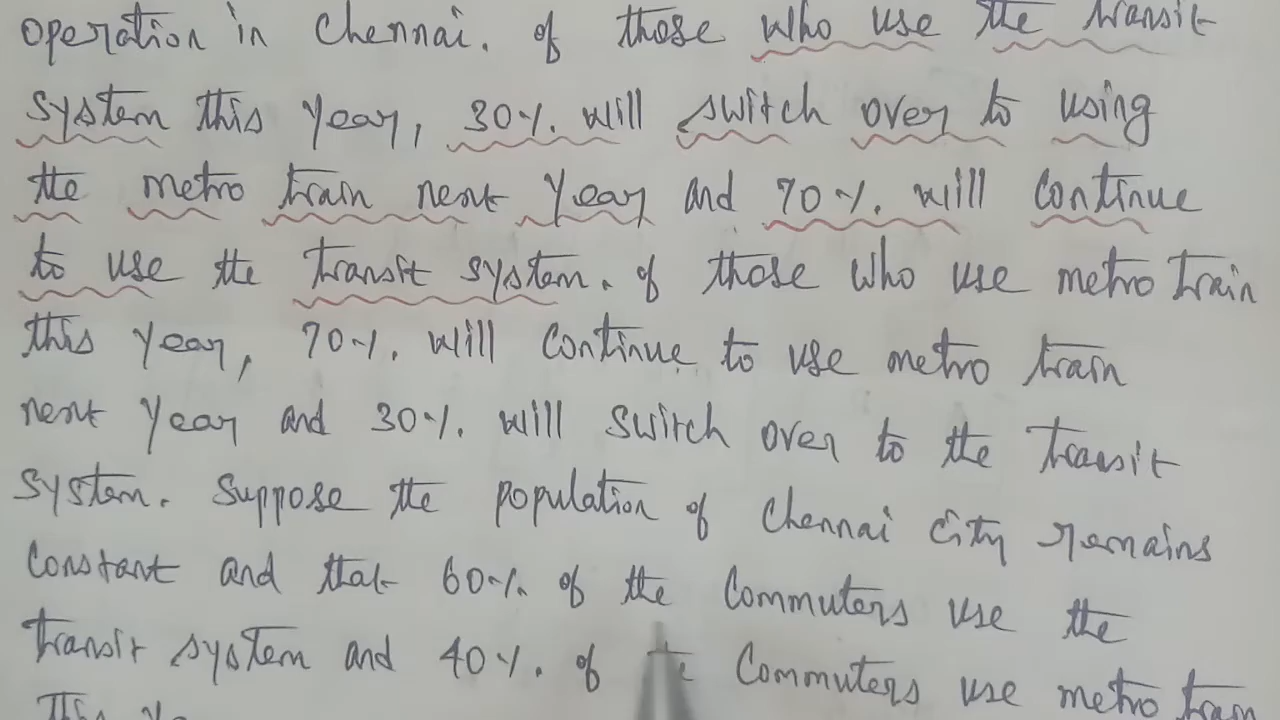 operation in Chennai. of those who use the transit
system this year, 30%. will switch over to using
the metro train next year and 70%. will continue
to use the transit system. of those who use metro train
this year, 70%. will continue to use metro train
next year and 30%. will switch over to the transit
system. Suppose the population of Chennai city remains
constant and that 60%. of the commuters use the
transit system and 40%. of the commuters use metro train
This